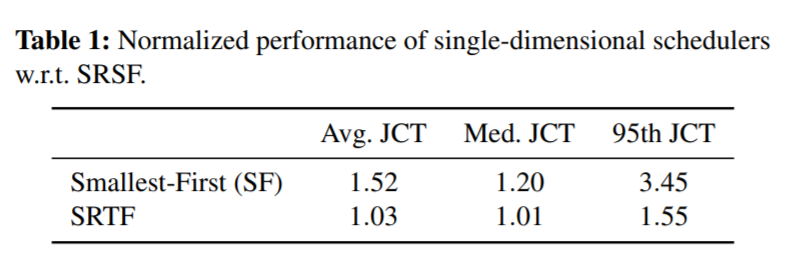 Table 1: Normalized performance of single-dimensional schedulers
w.r.t. SRSF.
Avg. JCT Med. JCT 95th JCT
Smallest-First (SF) 1.52 1.20 3.45
SRTF 1.03 1.01 1.55